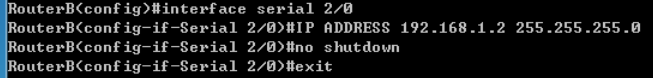 RouterB(config)#interface serial 2/0
RouterB(config-if-Serial 2/0)#IP ADDRESS 192.168.1.2 255.255.255.0
RouterB(config-if-Serial 2/0)#no shutdown
RouterB(config-if-Serial 2/0)#exit